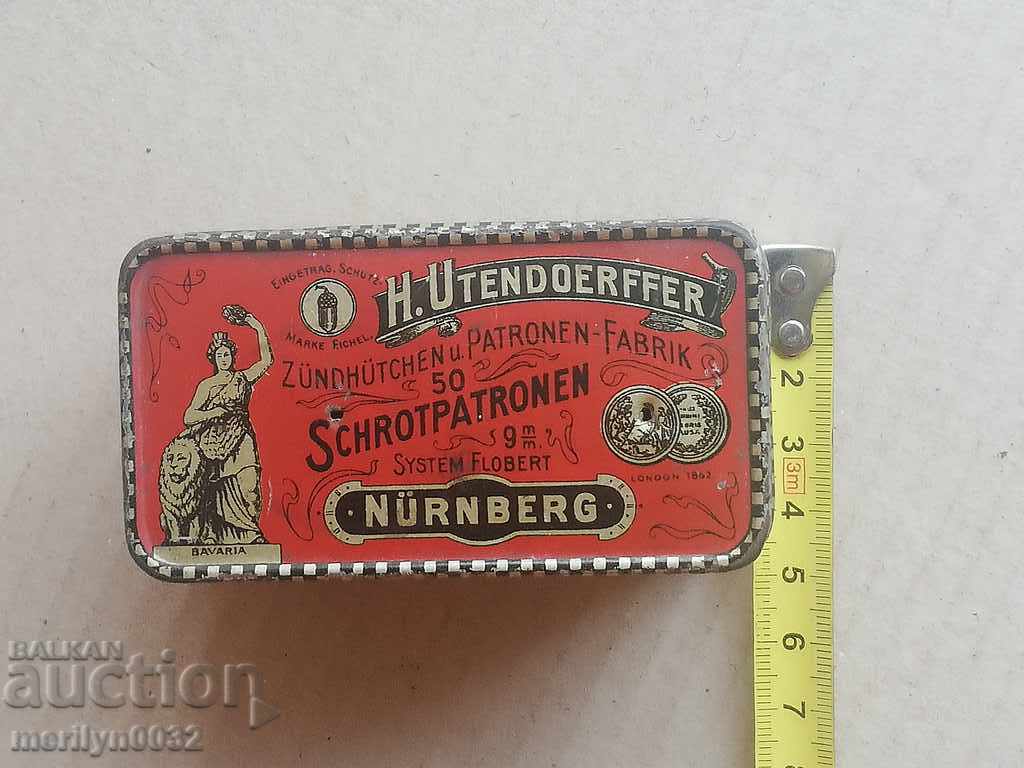 EINGETRAG. SCHUTZ-
MARKE EICHEL.
H. UTENDOERFFER
ZÜNDHÜTCHEN u. PATRONEN-FABRIK
50
SCHROTPATRONEN
9 m/m.
SYSTEM FLOBERT
LONDON 1862
· NÜRNBERG ·
BAVARIA
2
3
3m
4
5
6
7
8
BALKAN
auction
merilyn0032